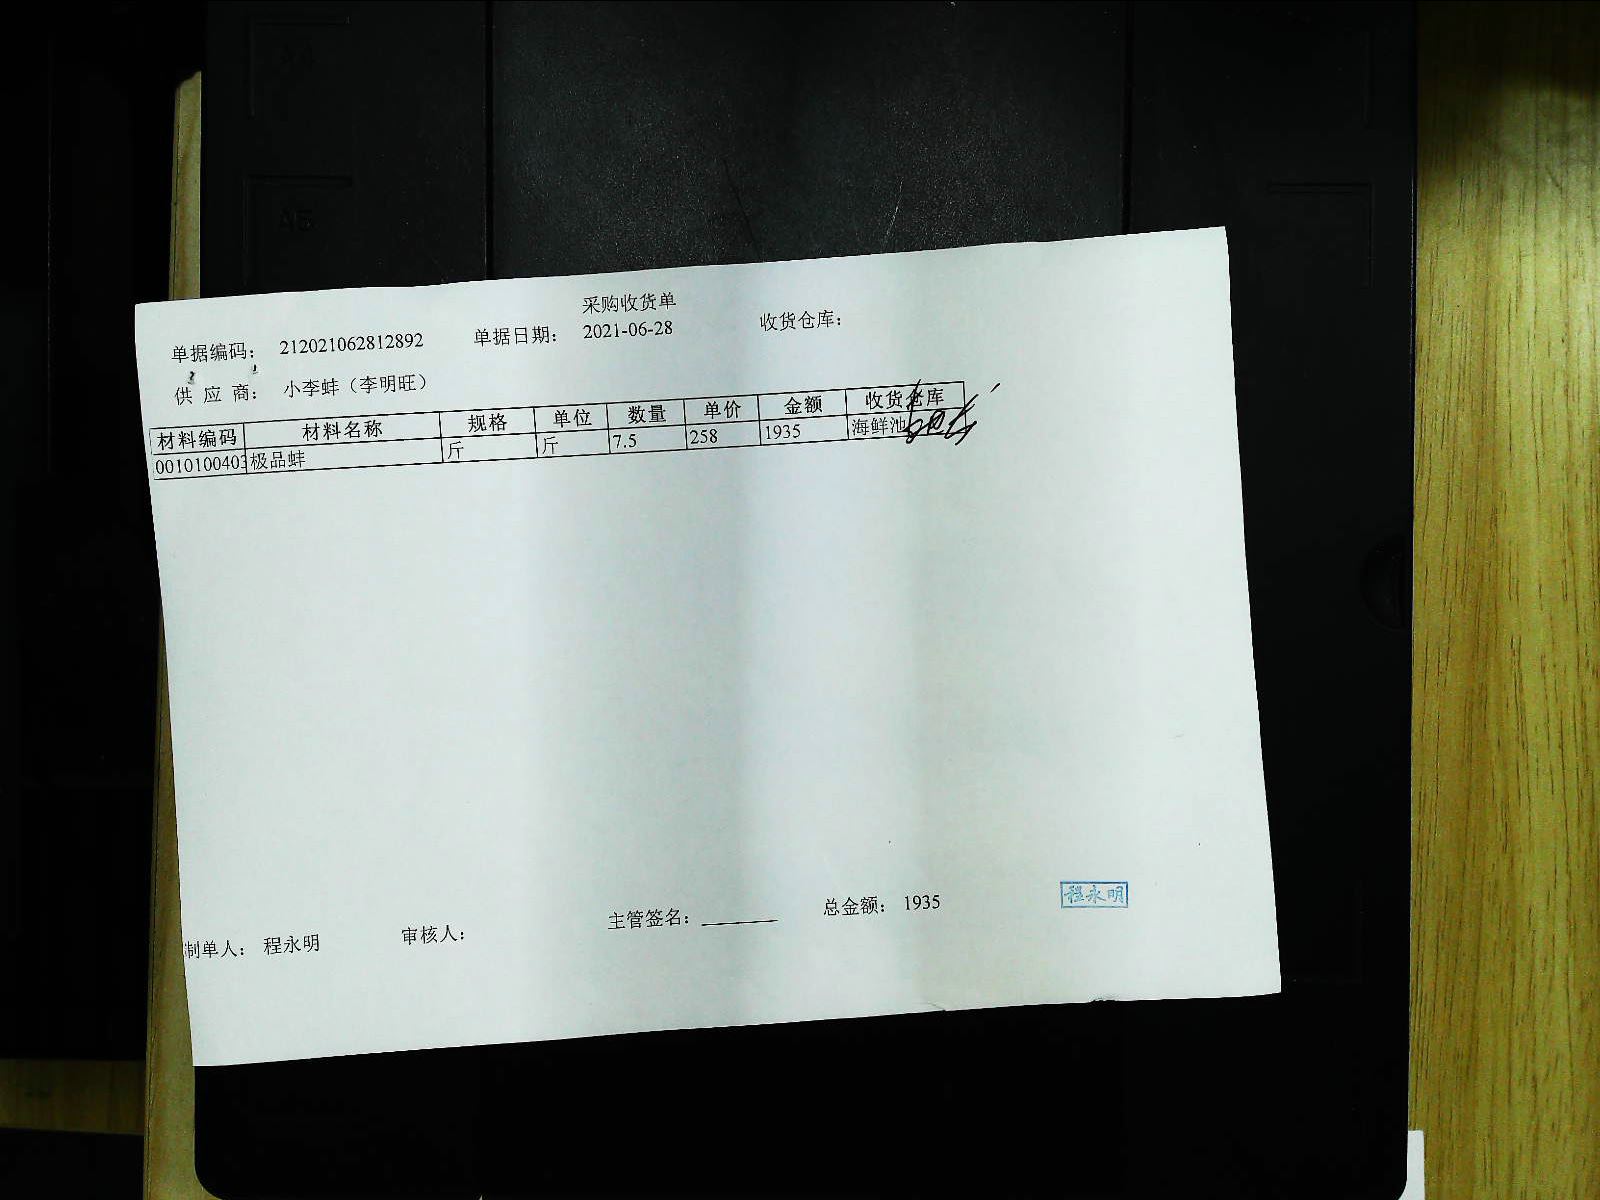 采购收货单
单据编码： 212021062812892 单据日期： 2021-06-28 收货仓库：
供 应 商： 小李蚌（李明旺）
材料编码 材料名称 规格 单位 数量 单价 金额 收货仓库
0010100403 极品蚌 斤 斤 7.5 258 1935 海鲜池
主管签名： 总金额： 1935 程永明
制单人： 程永明 审核人：